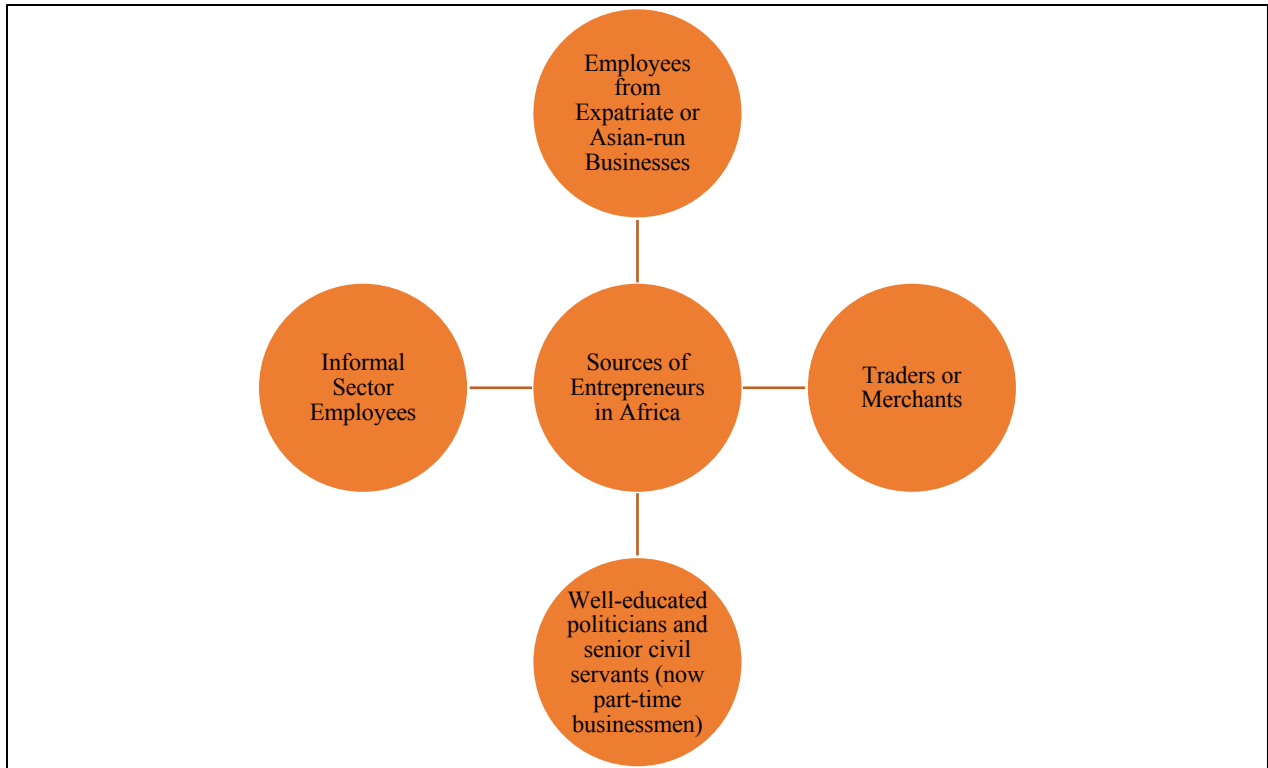 Employees
from
Expatriate or
Asian-run
Businesses
Informal
Sector
Employees
Sources of
Entrepreneurs
in Africa
Traders or
Merchants
Well-educated
politicians and
senior civil
servants (now
part-time
businessmen)